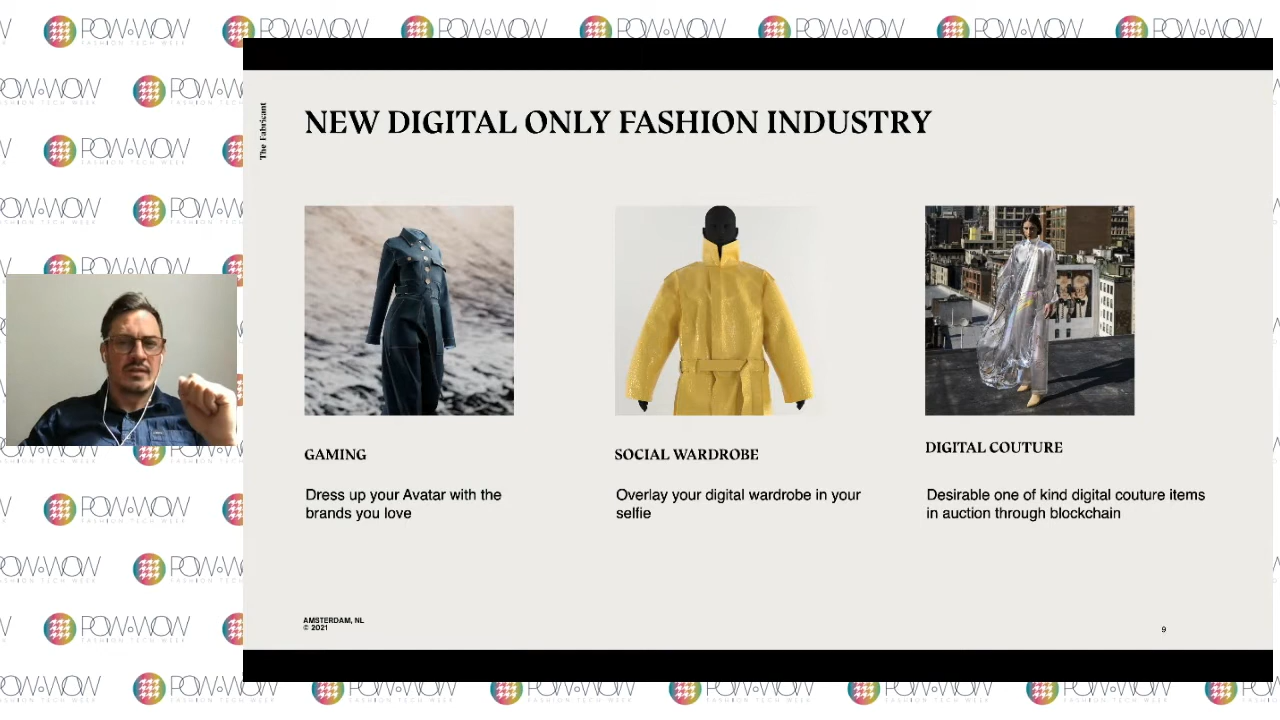 POW.WOW
FASHION TECH WEEK
The Fabricant
NEW DIGITAL ONLY FASHION INDUSTRY
GAMING
Dress up your Avatar with the
brands you love
SOCIAL WARDROBE
Overlay your digital wardrobe in your
selfie
DIGITAL COUTURE
Desirable one of kind digital couture items
in auction through blockchain
AMSTERDAM, NL
© 2021
9